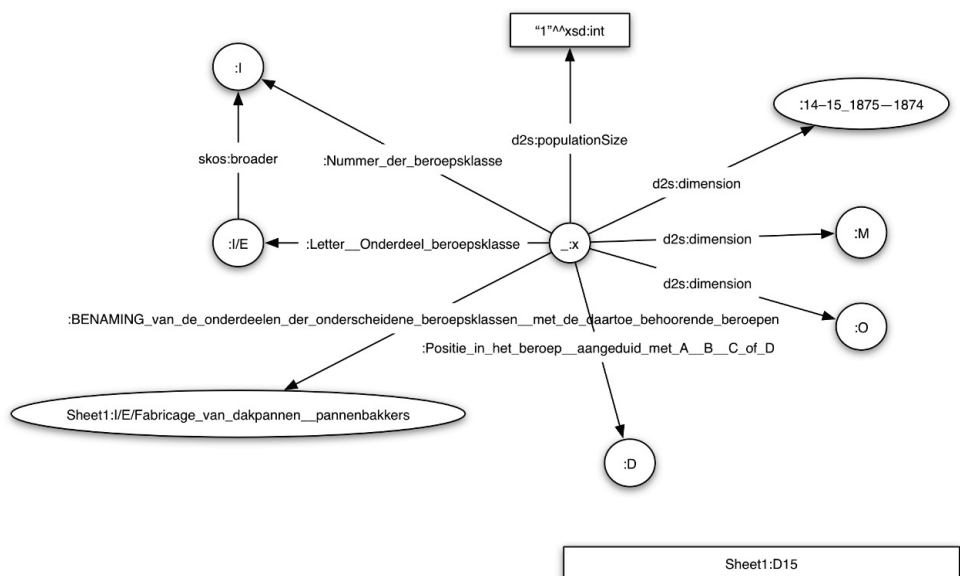 “1”^^xsd:int
:I
:14–15_1875—1874
d2s:populationSize
skos:broader
:Nummer_der_beroepsklasse
d2s:dimension
:I/E
:Letter__Onderdeel_beroepsklasse
_:x
d2s:dimension
:M
d2s:dimension
:BENAMING_van_de_onderdeelen_der_onderscheidene_beroepsklassen__met_de_daartoe_behoorende_beroepen
:O
:Positie_in_het_beroep__aangeduid_met_A__B__C_of_D
Sheet1:I/E/Fabricage_van_dakpannen__pannenbakkers
:D
Sheet1:D15